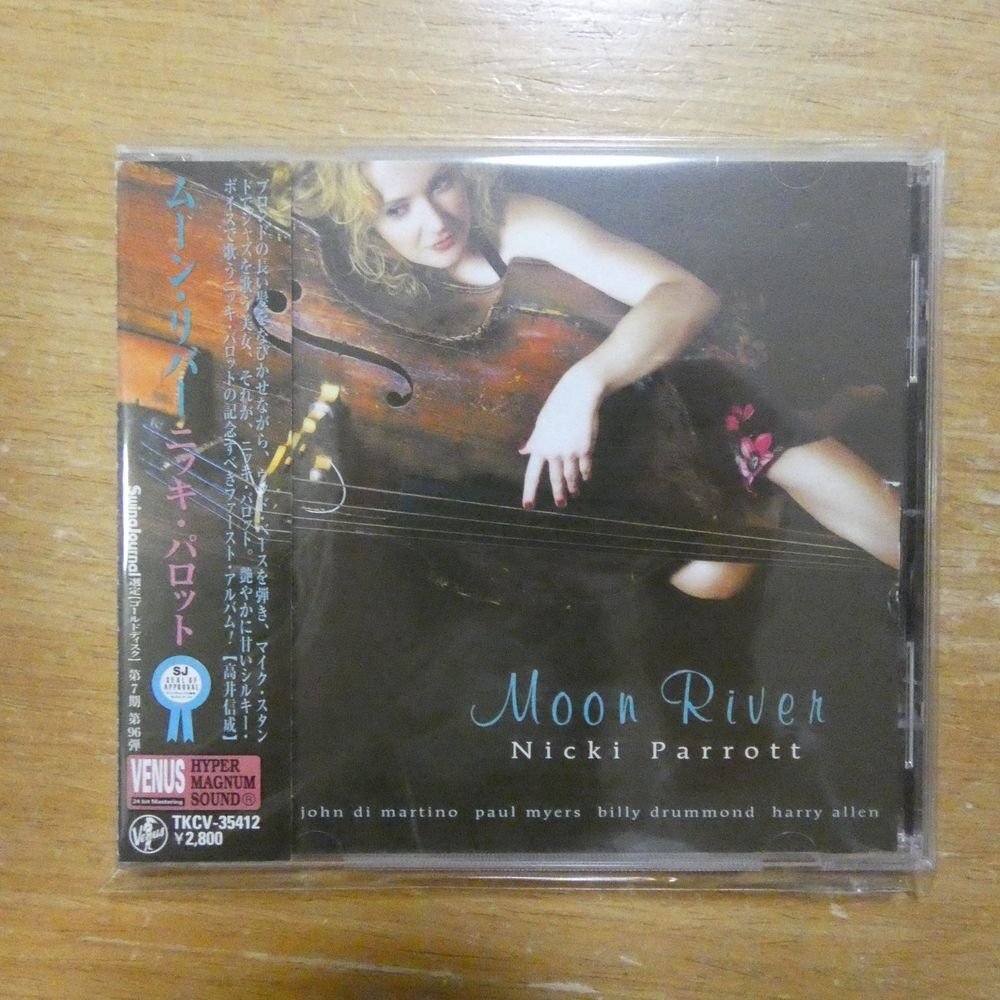 ムーン・リバー・ニッキ・パロット
ブロンドの長い髪をなびかせながら、ウッド・ベースを弾き、マイク・スタン
ドでジャズを歌う美女、それが、ニッキ・パロット。艶やかに甘いシルキー・
ボイスで歌うニッキ・パロットの記念すべきファースト・アルバム！【高井信成】
Swing Journal 選定【ゴールドディスク】 第7期 第96弾
SJ
SEAL OF
APPROVAL
VENUS
24 bit Mastering
HYPER
MAGNUM
SOUND®
Venus
TKCV-35412
¥2,800
Moon River
Nicki Parrott
john di martino paul myers billy drummond harry allen